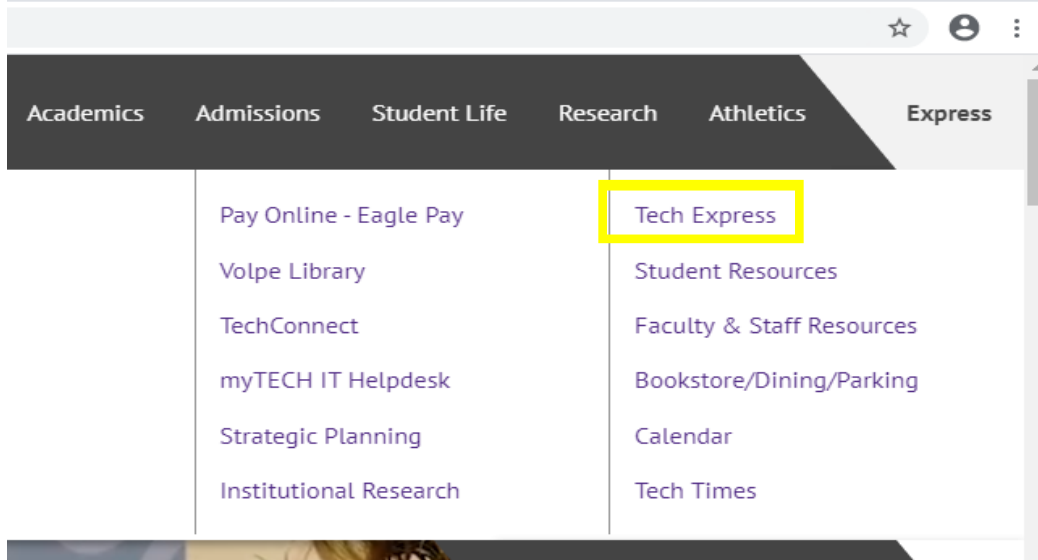 Academics Admissions Student Life Research Athletics Express
Pay Online - Eagle Pay
Volpe Library
TechConnect
myTECH IT Helpdesk
Strategic Planning
Institutional Research
Tech Express
Student Resources
Faculty & Staff Resources
Bookstore/Dining/Parking
Calendar
Tech Times